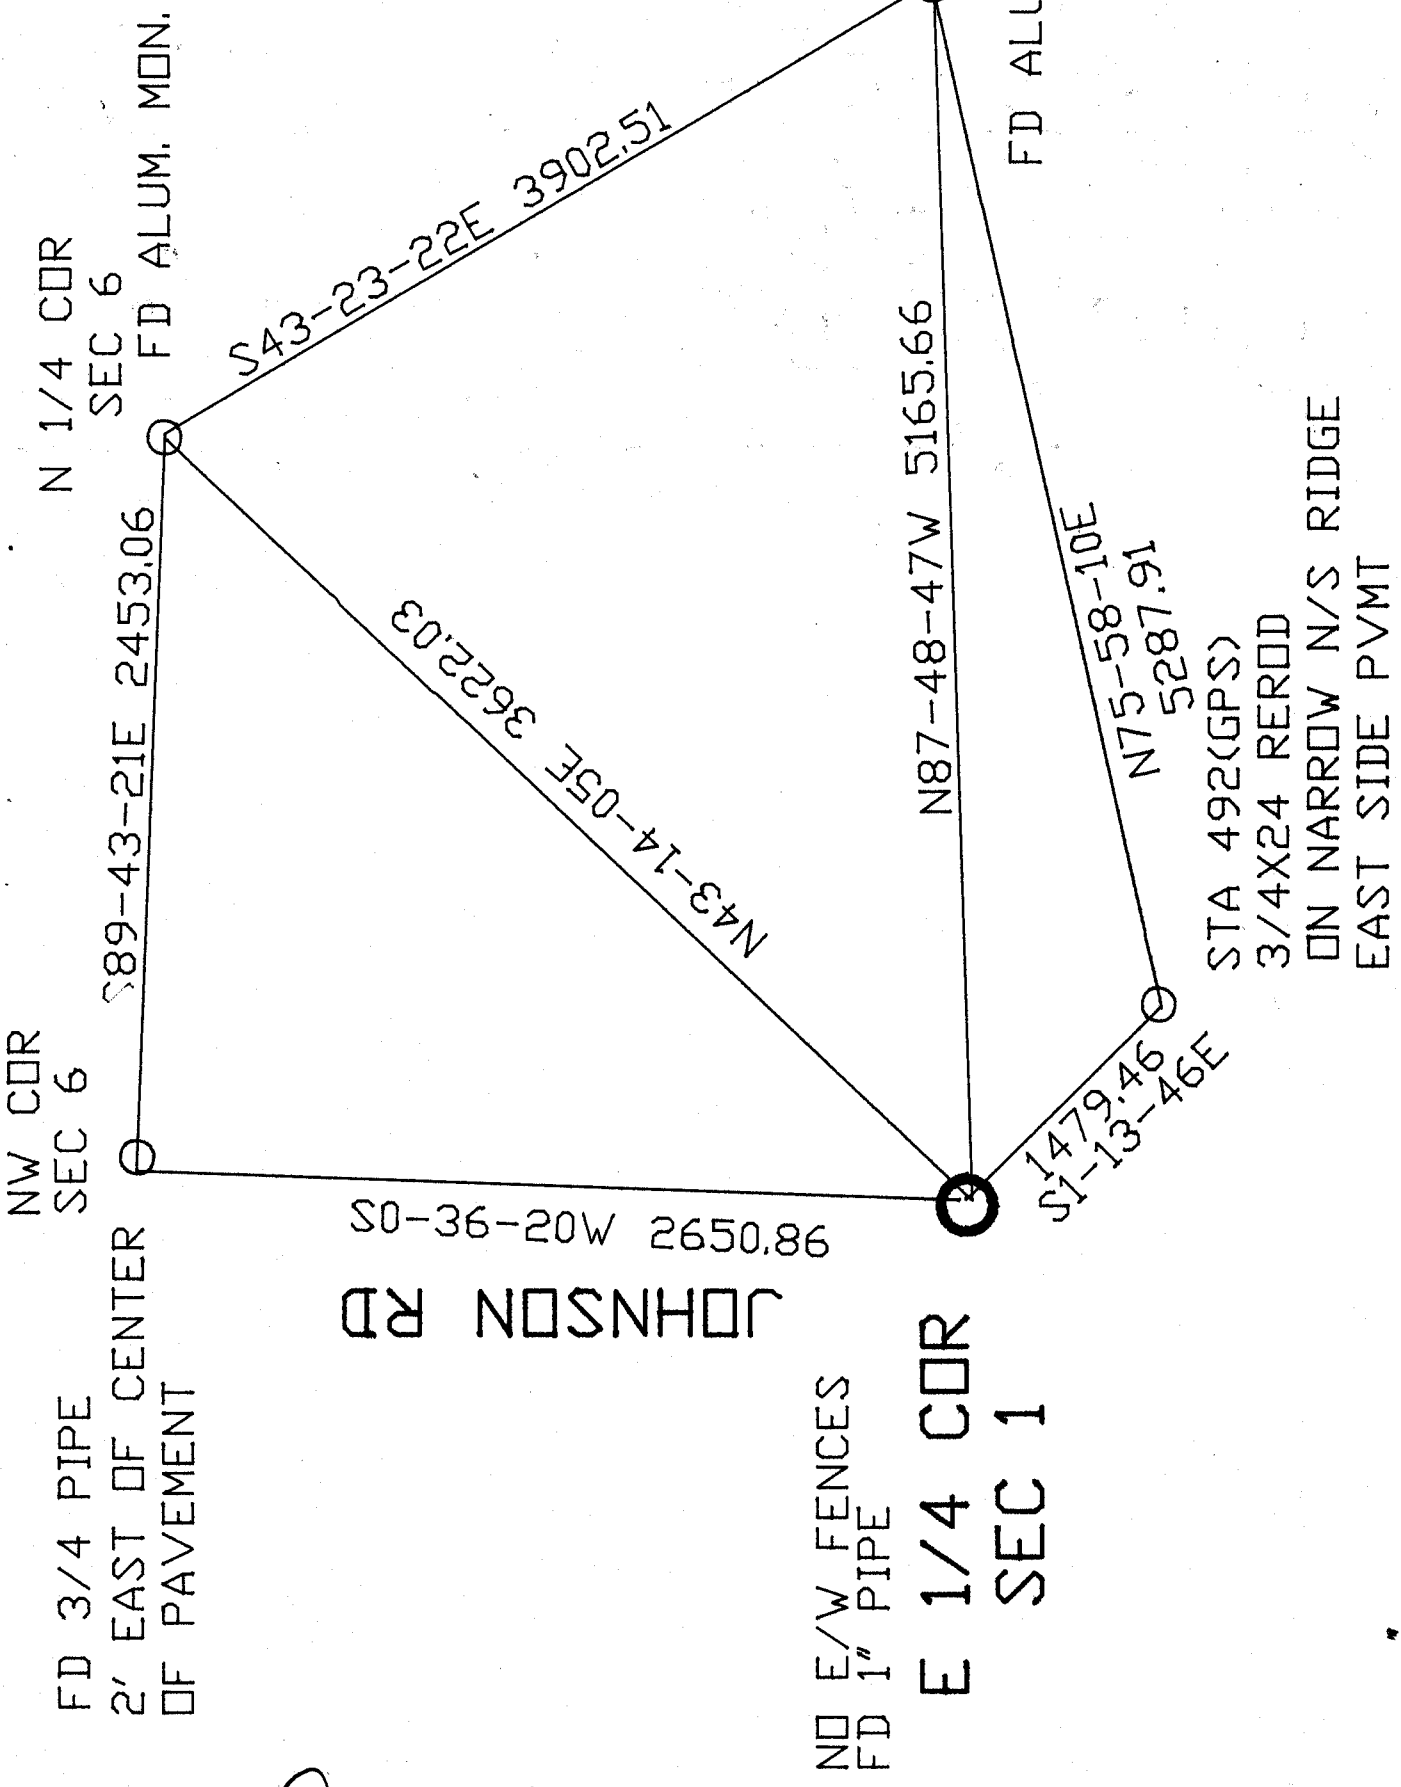 NW COR
SEC 6
FD 3/4 PIPE
2' EAST OF CENTER
OF PAVEMENT
N 1/4 COR
SEC 6
FD ALUM. MON.
S89-43-21E 2453.06
S43-23-22E 3902.51
N43-14-05E 3622.03
S0-36-20W 2650.86
JOHNSON RD
N87-48-47W 5165.66
FD ALU
N75-58-10E
5287.91
1479.46
S1-13-46E
NO E/W FENCES
FD 1" PIPE
E 1/4 COR
SEC 1
STA 492(GPS)
3/4X24 REROD
ON NARROW N/S RIDGE
EAST SIDE PVMT